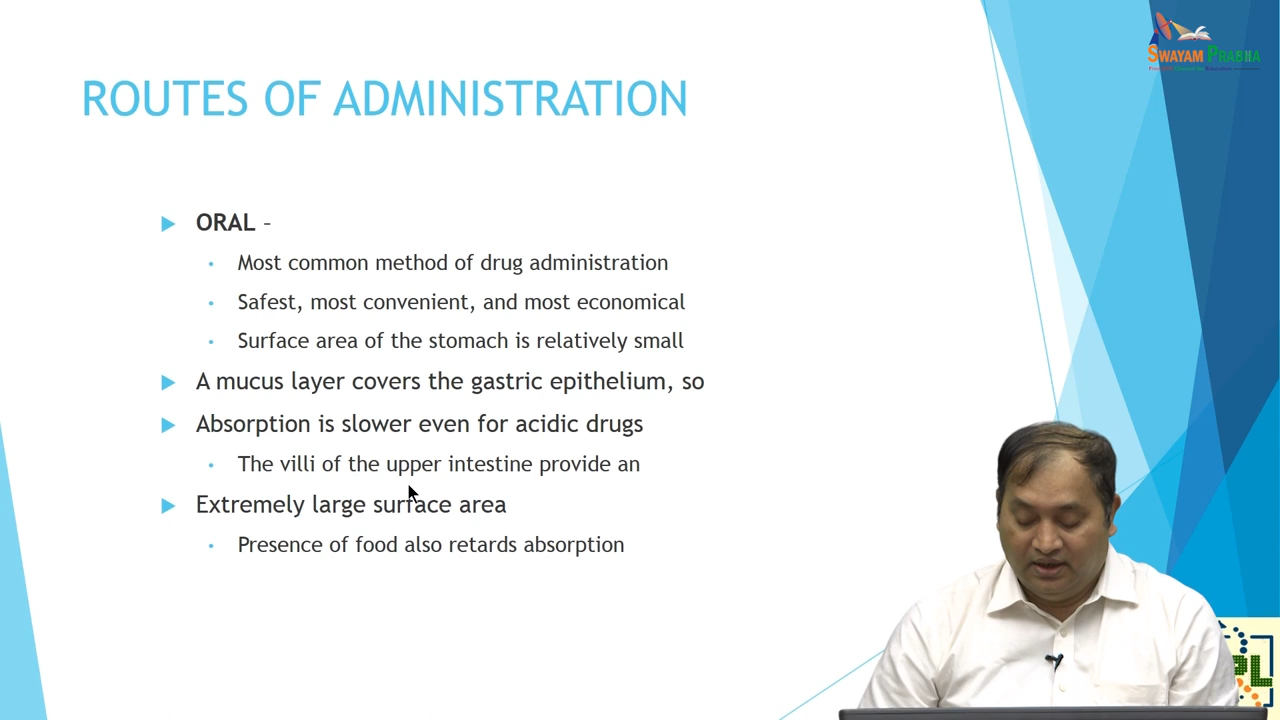 SWAYAM PRABHA
ROUTES OF ADMINISTRATION
ORAL –
Most common method of drug administration
Safest, most convenient, and most economical
Surface area of the stomach is relatively small
A mucus layer covers the gastric epithelium, so
Absorption is slower even for acidic drugs
The villi of the upper intestine provide an
Extremely large surface area
Presence of food also retards absorption